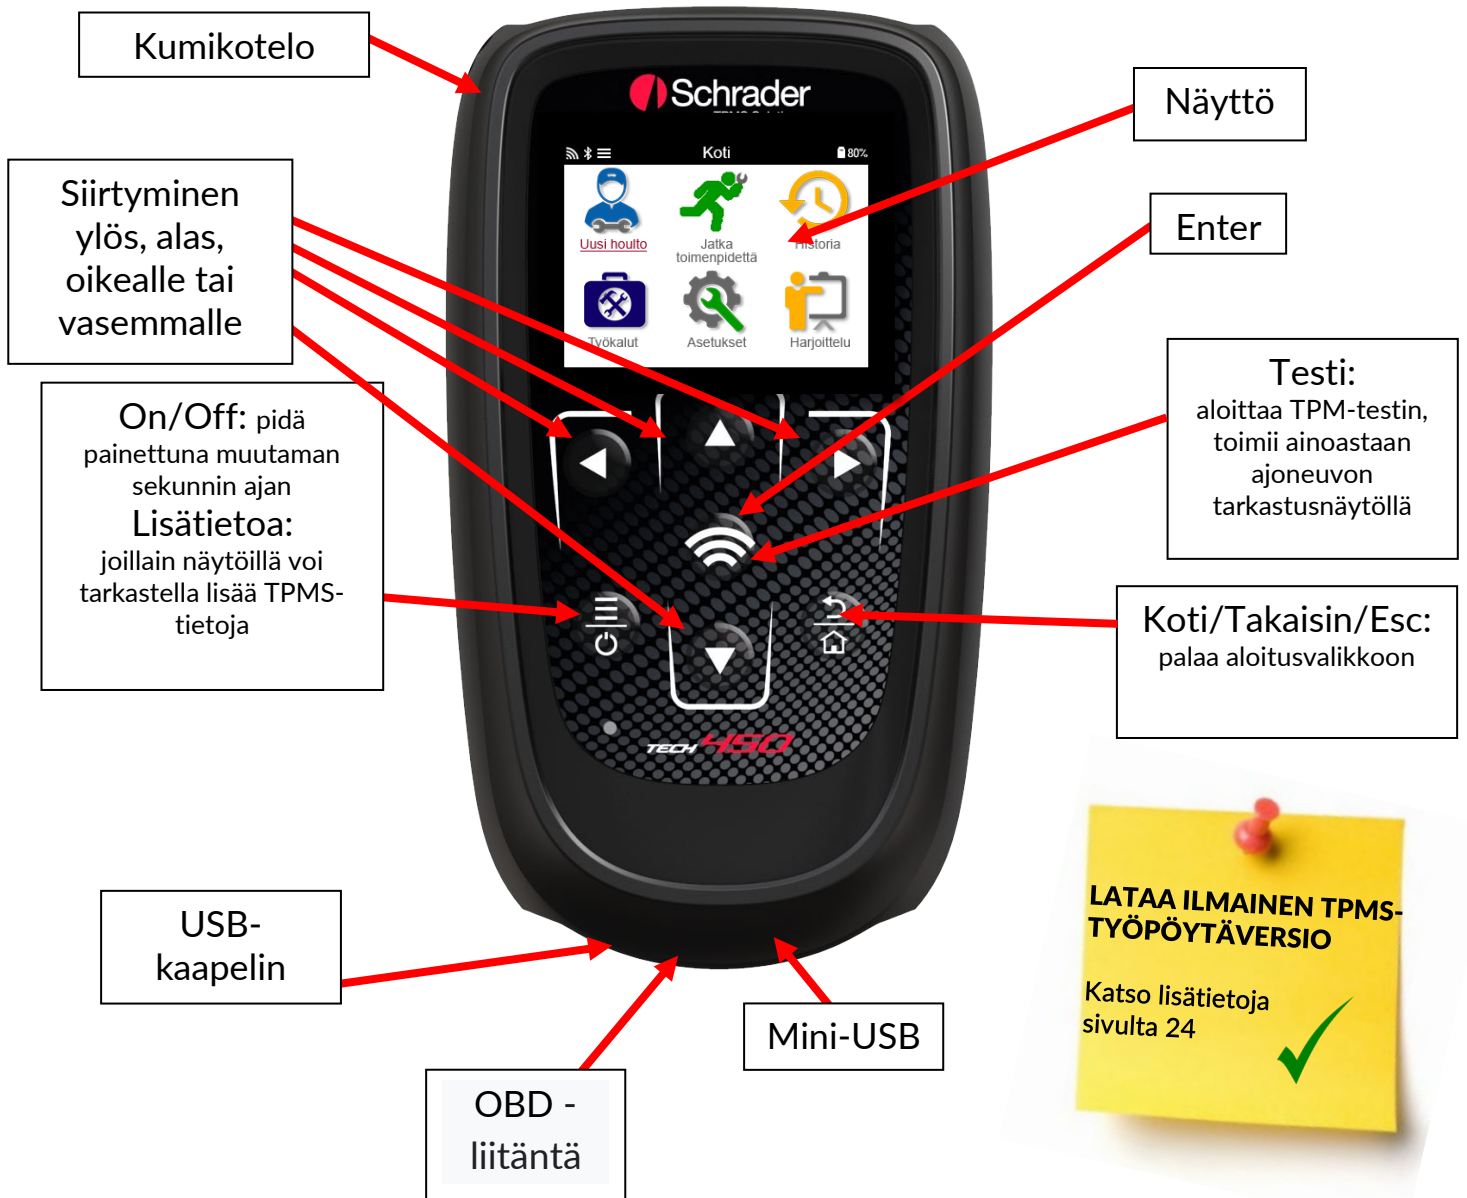 Kumikotelo
Schrader
Näyttö
Koti
80%
Siirtyminen
ylös, alas,
oikealle tai
vasemmalle
Enter
Uusi houlto
Jatka
toimenpidettä
Historia
Työkalut
Asetukset
Harjoittelu
Testi:
aloittaa TPM-testin,
toimii ainoastaan
ajoneuvon
tarkastusnäytöllä
On/Off: pidä
painettuna muutaman
sekunnin ajan
Lisätietoa:
joillain näytöillä voi
tarkastella lisää TPMS-
tietoja
Koti/Takaisin/Esc:
palaa aloitusvalikkoon
TECH 450
LATAA ILMAINEN TPMS-
TYÖPÖYTÄVERSIO
Katso lisätietoja
sivulta 24
USB-
kaapelin
Mini-USB
OBD -
liitäntä